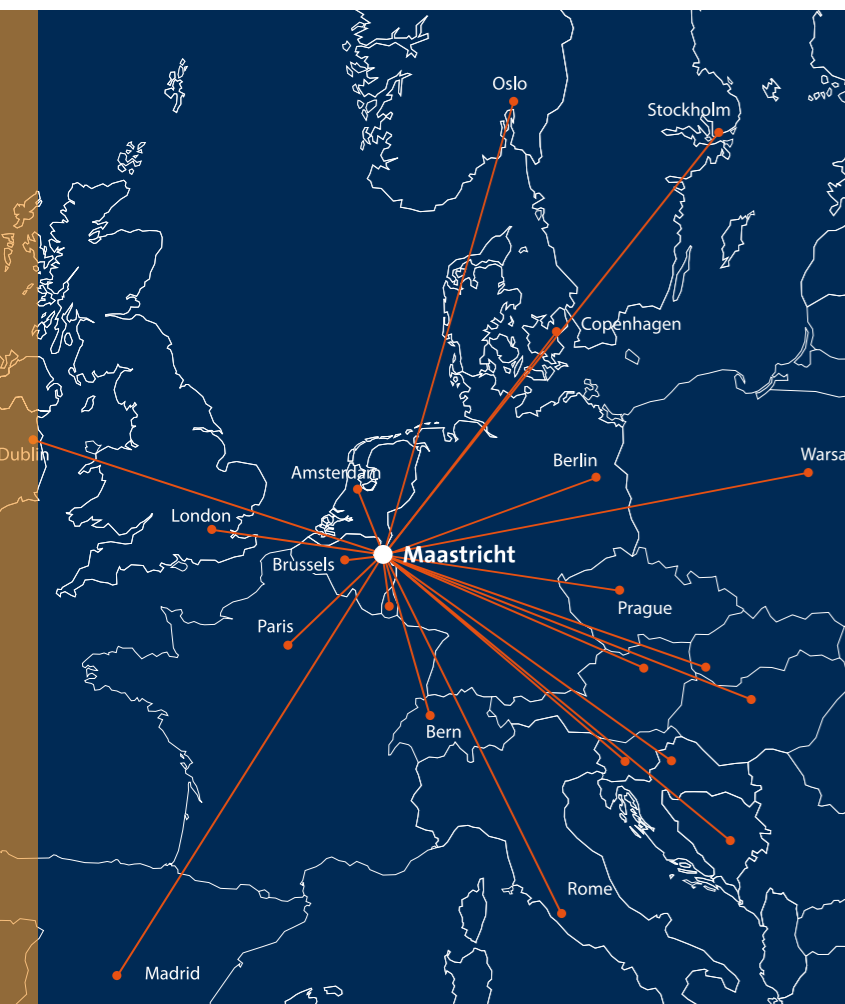 Oslo
Stockholm
Copenhagen
Dublin
Amsterdam
Berlin
Warsa
London
Brussels
Maastricht
Prague
Paris
Bern
Rome
Madrid